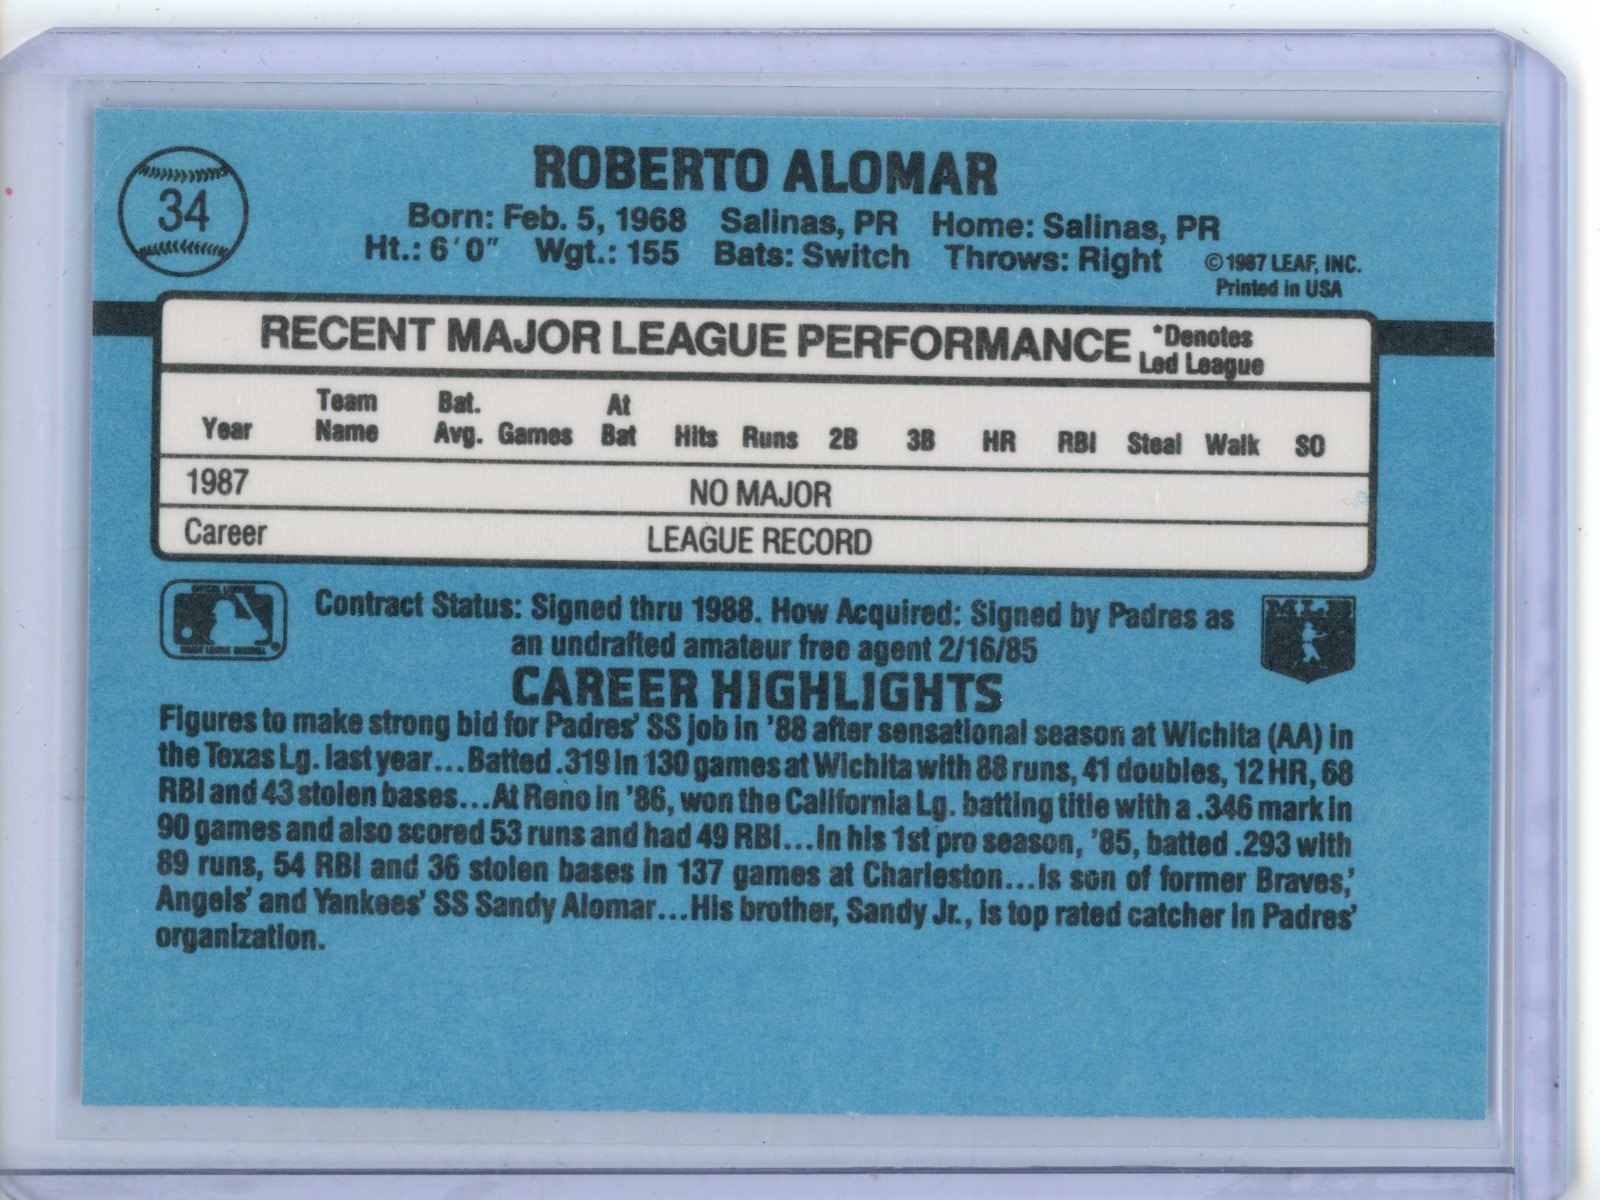 34
ROBERTO ALOMAR
Born: Feb. 5, 1968 Salinas, PR Home: Salinas, PR
Ht.: 6'0" Wgt.: 155 Bats: Switch Throws: Right
©1987 LEAF, INC.
Printed in USA
RECENT MAJOR LEAGUE PERFORMANCE
*Denotes
Led League
Year Team Name Bat. Avg. Games At Bat Hits Runs 2B 3B HR RBI Steal Walk SO
1987 NO MAJOR
Career LEAGUE RECORD
Contract Status: Signed thru 1988. How Acquired: Signed by Padres as
an undrafted amateur free agent 2/16/85
MLB
CAREER HIGHLIGHTS
Figures to make strong bid for Padres' SS job in '88 after sensational season at Wichita (AA) in
the Texas Lg. last year...Batted .319 in 130 games at Wichita with 88 runs, 41 doubles, 12 HR, 68
RBI and 43 stolen bases...At Reno in '86, won the California Lg. batting title with a .346 mark in
90 games and also scored 53 runs and had 49 RBI...In his 1st pro season, '85, batted .293 with
89 runs, 54 RBI and 36 stolen bases in 137 games at Charleston...Is son of former Braves,'
Angels' and Yankees' SS Sandy Alomar...His brother, Sandy Jr., is top rated catcher in Padres'
organization.